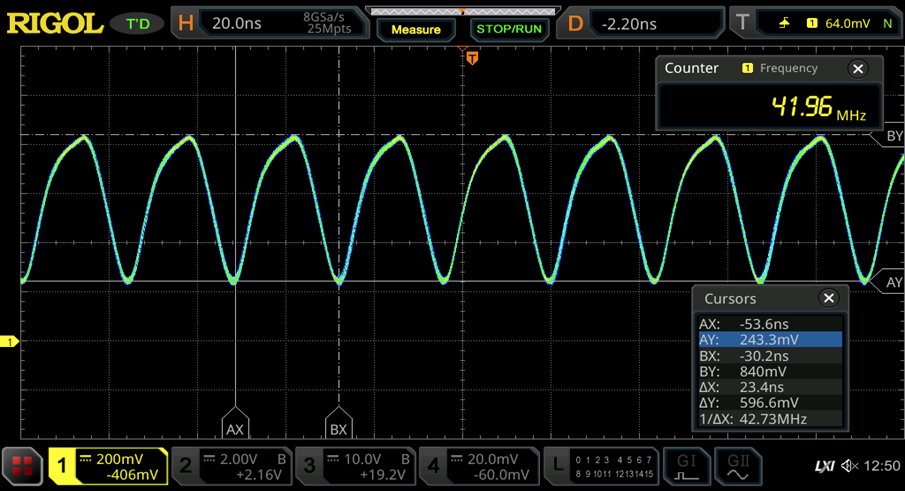 RIGOL T'D H 20.0ns 8GSa/s 25Mpts Measure STOP/RUN D -2.20ns T 1 64.0mV N
T
Counter 1 Frequency
41.96 MHz
BY
AY
Cursors
AX: -53.6ns
AY: 243.3mV
BX: -30.2ns
BY: 840mV
ΔX: 23.4ns
ΔY: 596.6mV
1/ΔX: 42.73MHz
1
AX BX
1 200mV -406mV 2 2.00V B +2.16V 3 10.0V B +19.2V 4 20.0mV -60.0mV L 0 1 2 3 4 5 6 7 8 9 10 11 12 13 14 15 GI GII LXI 12:50